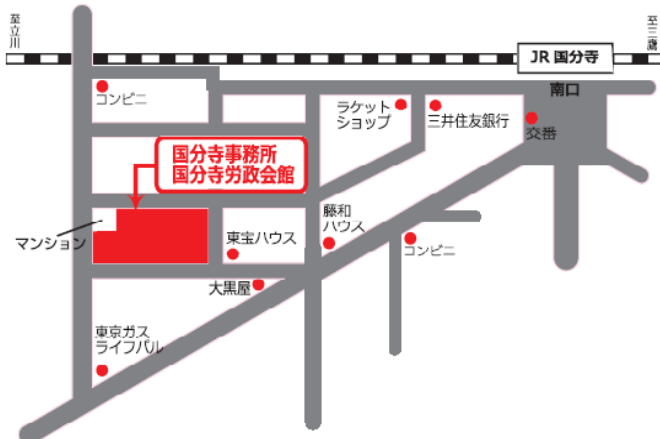 至立川
至三鷹
JR 国分寺
南口
コンビニ
ラケット
ショップ
三井住友銀行
交番
国分寺事務所
国分寺労政会館
マンション
東宝ハウス
藤和
ハウス
コンビニ
大黒屋
東京ガス
ライフパル